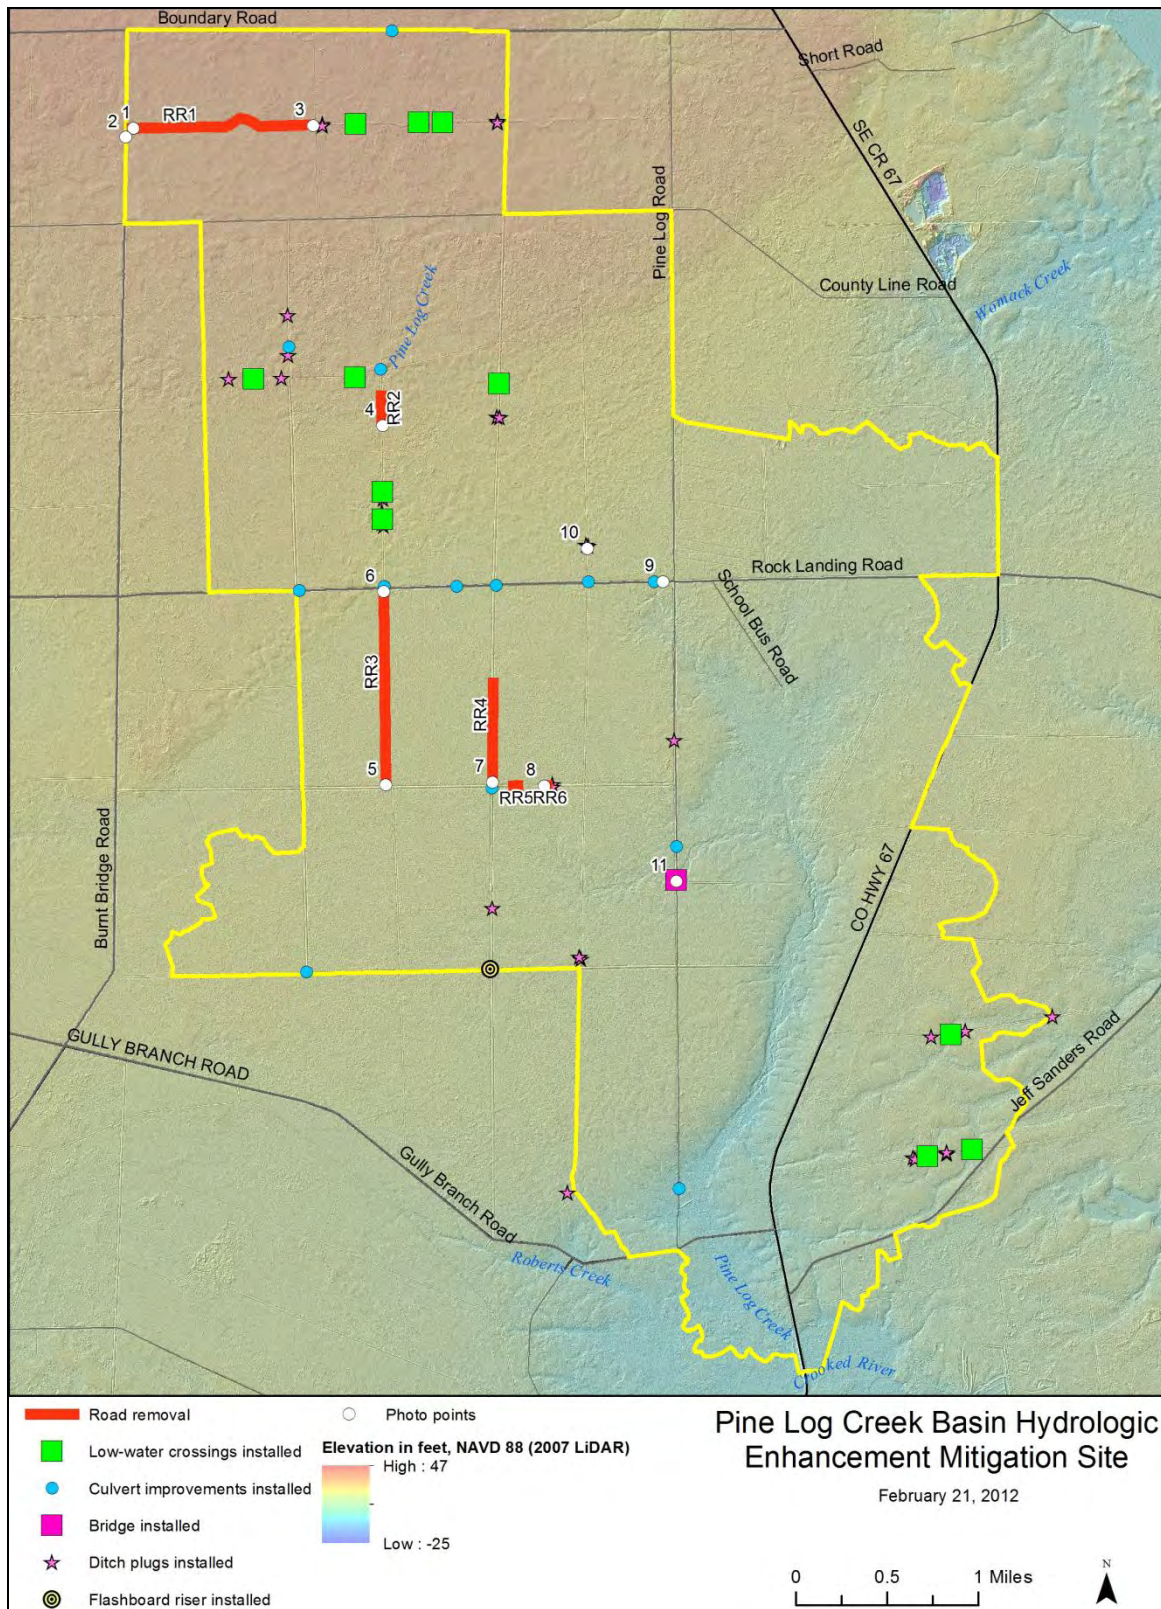 Boundary Road
Short Road
1
2
RR1
3
SE CR 67
Pine Log Road
County Line Road
Womack Creek
Pine Log Creek
4
RR2
10
9
6
Rock Landing Road
School Bus Road
RR3
RR4
5
7
8
RR5
RR6
11
Burnt Bridge Road
CO HWY 67
GULLY BRANCH ROAD
Jeff Sanders Road
Gully Branch Road
Roberts Creek
Pine Log Creek
Crooked River
Road removal
Low-water crossings installed
Culvert improvements installed
Bridge installed
Ditch plugs installed
Flashboard riser installed
Photo points
Elevation in feet, NAVD 88 (2007 LiDAR)
High : 47
Low : -25
Pine Log Creek Basin Hydrologic
Enhancement Mitigation Site
February 21, 2012
0 0.5 1 Miles
N